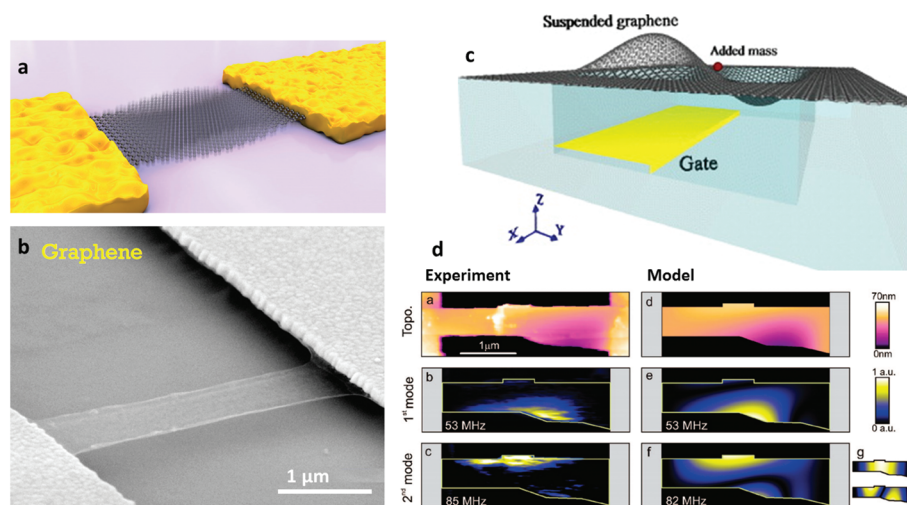 a
Suspended graphene
c
Added mass
Gate
Z
X
Y
b
Graphene
1 µm
d
Experiment
Model
Topo.
a
1µm
d
70nm
0nm
1st mode
b
53 MHz
e
53 MHz
1 a.u.
0 a.u.
2nd mode
c
85 MHz
f
82 MHz
g